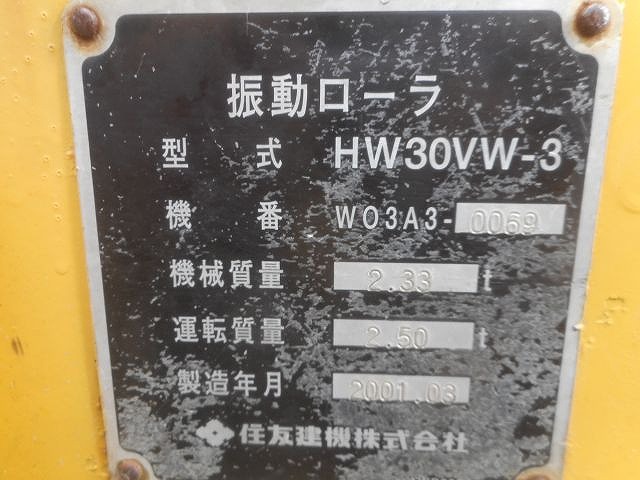 振動ローラ
型式 HW30VW-3
機番 WO3A3-0069
機械質量 2.33 t
運転質量 2.50 t
製造年月 2001.03
住友建機株式会社